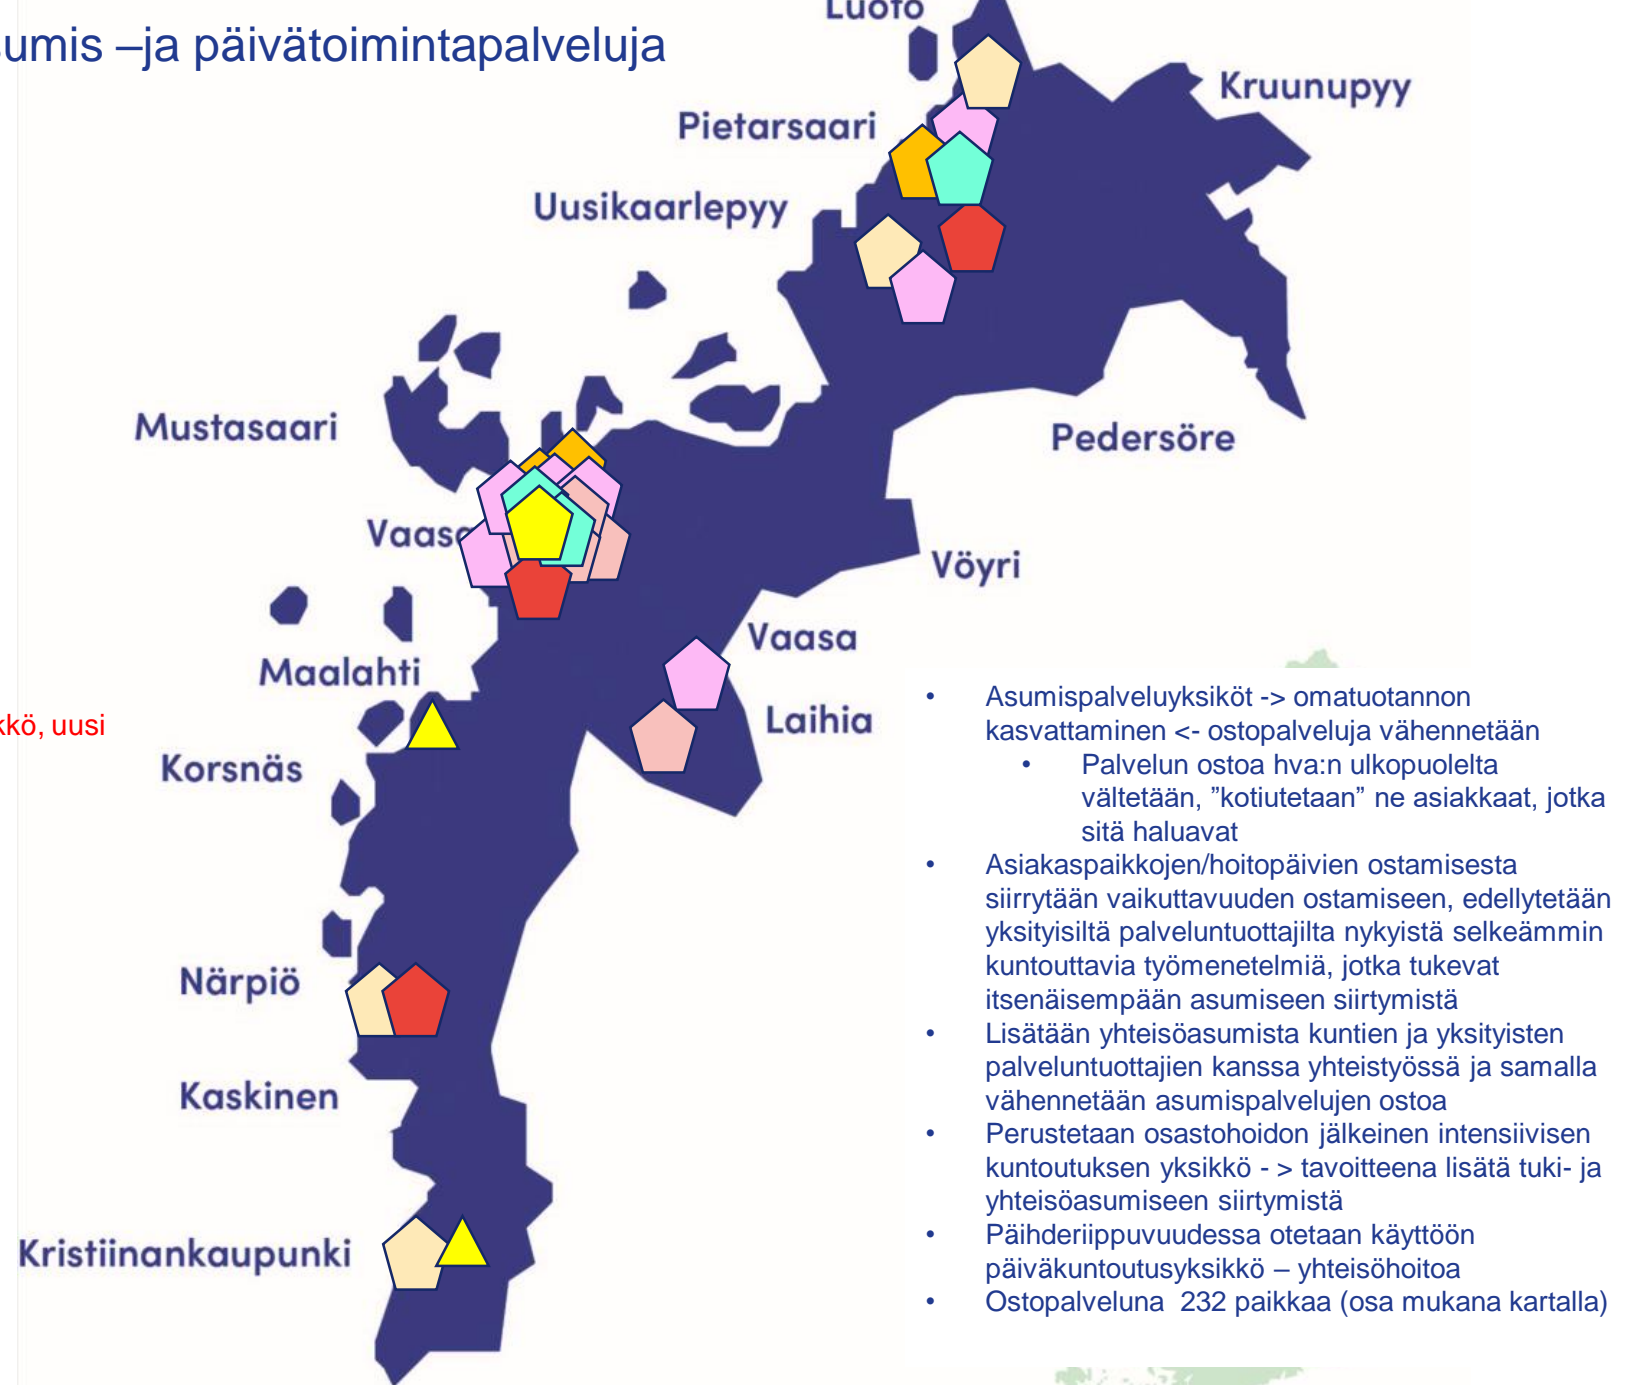 Luoto
sumis –ja päivätoimintapalveluja
Kruunupyy
Pietarsaari
Uusikaarlepyy
Mustasaari
Pedersöre
Vaasa
Vöyri
Vaasa
Maalahti
Laihia
kkö, uusi
Korsnäs
Närpiö
Kaskinen
Kristiinankaupunki
• Asumispalveluyksiköt -> omatuotannon
kasvattaminen <- ostopalveluja vähennetään
• Palvelun ostoa hva:n ulkopuolelta
vältetään, ”kotiutetaan” ne asiakkaat, jotka
sitä haluavat
• Asiakaspaikkojen/hoitopäivien ostamisesta
siirrytään vaikuttavuuden ostamiseen, edellytetään
yksityisiltä palveluntuottajilta nykyistä selkeämmin
kuntouttavia työmenetelmiä, jotka tukevat
itsenäisempään asumiseen siirtymistä
• Lisätään yhteisöasumista kuntien ja yksityisten
palveluntuottajien kanssa yhteistyössä ja samalla
vähennetään asumispalvelujen ostoa
• Perustetaan osastohoidon jälkeinen intensiivisen
kuntoutuksen yksikkö - > tavoitteena lisätä tuki- ja
yhteisöasumiseen siirtymistä
• Päihderiippuvuudessa otetaan käyttöön
päiväkuntoutusyksikkö – yhteisöhoitoa
• Ostopalveluna 232 paikkaa (osa mukana kartalla)